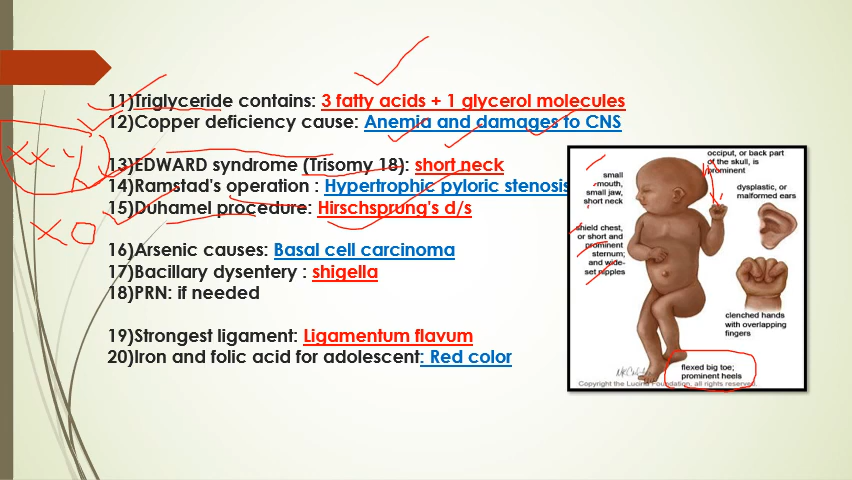 11)Triglyceride contains: 3 fatty acids + 1 glycerol molecules
12)Copper deficiency cause: Anemia and damages to CNS
XXY
13)EDWARD syndrome (Trisomy 18): short neck
14)Ramstad's operation : Hypertrophic pyloric stenosis
15)Duhamel procedure: Hirschsprung's d/s
XO
16)Arsenic causes: Basal cell carcinoma
17)Bacillary dysentery : shigella
18)PRN: if needed
19)Strongest ligament: Ligamentum flavum
20)Iron and folic acid for adolescent: Red color
small
mouth,
small jaw,
short neck
occiput, or back part
of the skull, is
prominent
dysplastic, or
malformed ears
shield chest,
or short and
prominent
sternum;
and wide-
set nipples
clenched hands
with overlapping
fingers
flexed big toe;
prominent heels
Copyright the Lucina Foundation, all rights reserved.